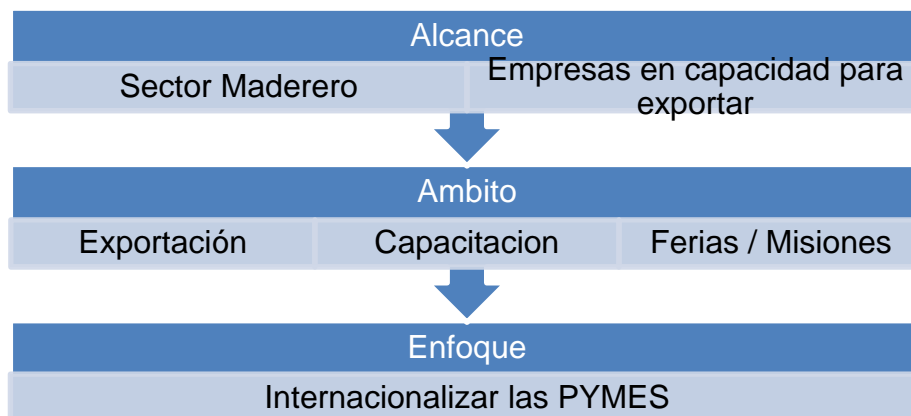 Alcance
Sector Maderero
Empresas en capacidad para
exportar
Ambito
Exportación
Capacitacion
Ferias / Misiones
Enfoque
Internacionalizar las PYMES